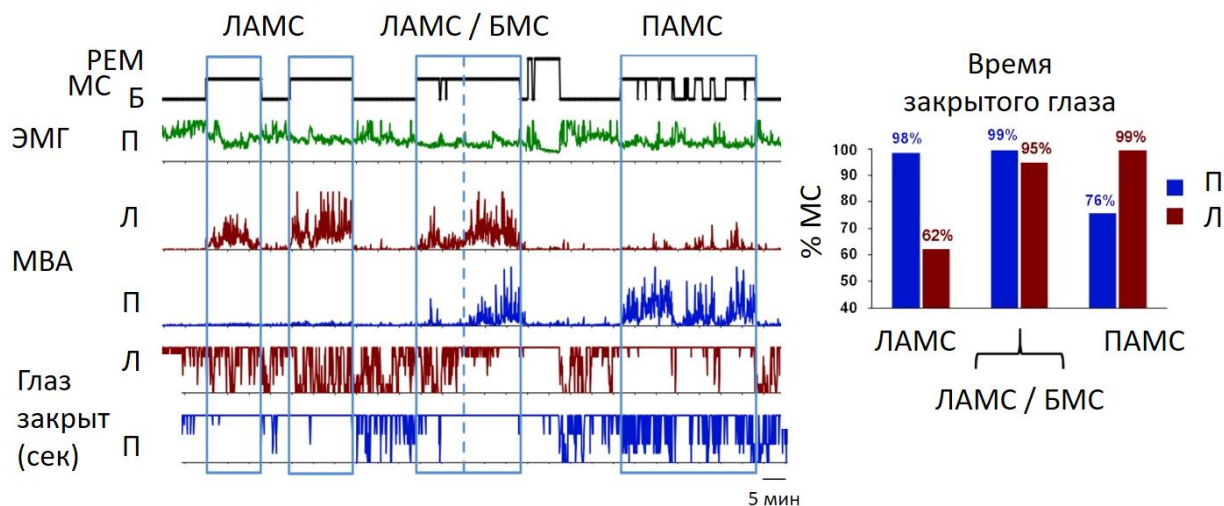 ЛАМС
ЛАМС / БМС
ПАМС
РЕМ
МС
Б
ЭМГ
П
МВА
Л
П
Глаз
закрыт
(сек)
Л
П
5 мин
Время
закрытого глаза
% МС
100
90
80
70
60
50
40
98%
62%
99%
95%
76%
99%
П
Л
ЛАМС
ПАМС
ЛАМС / БМС